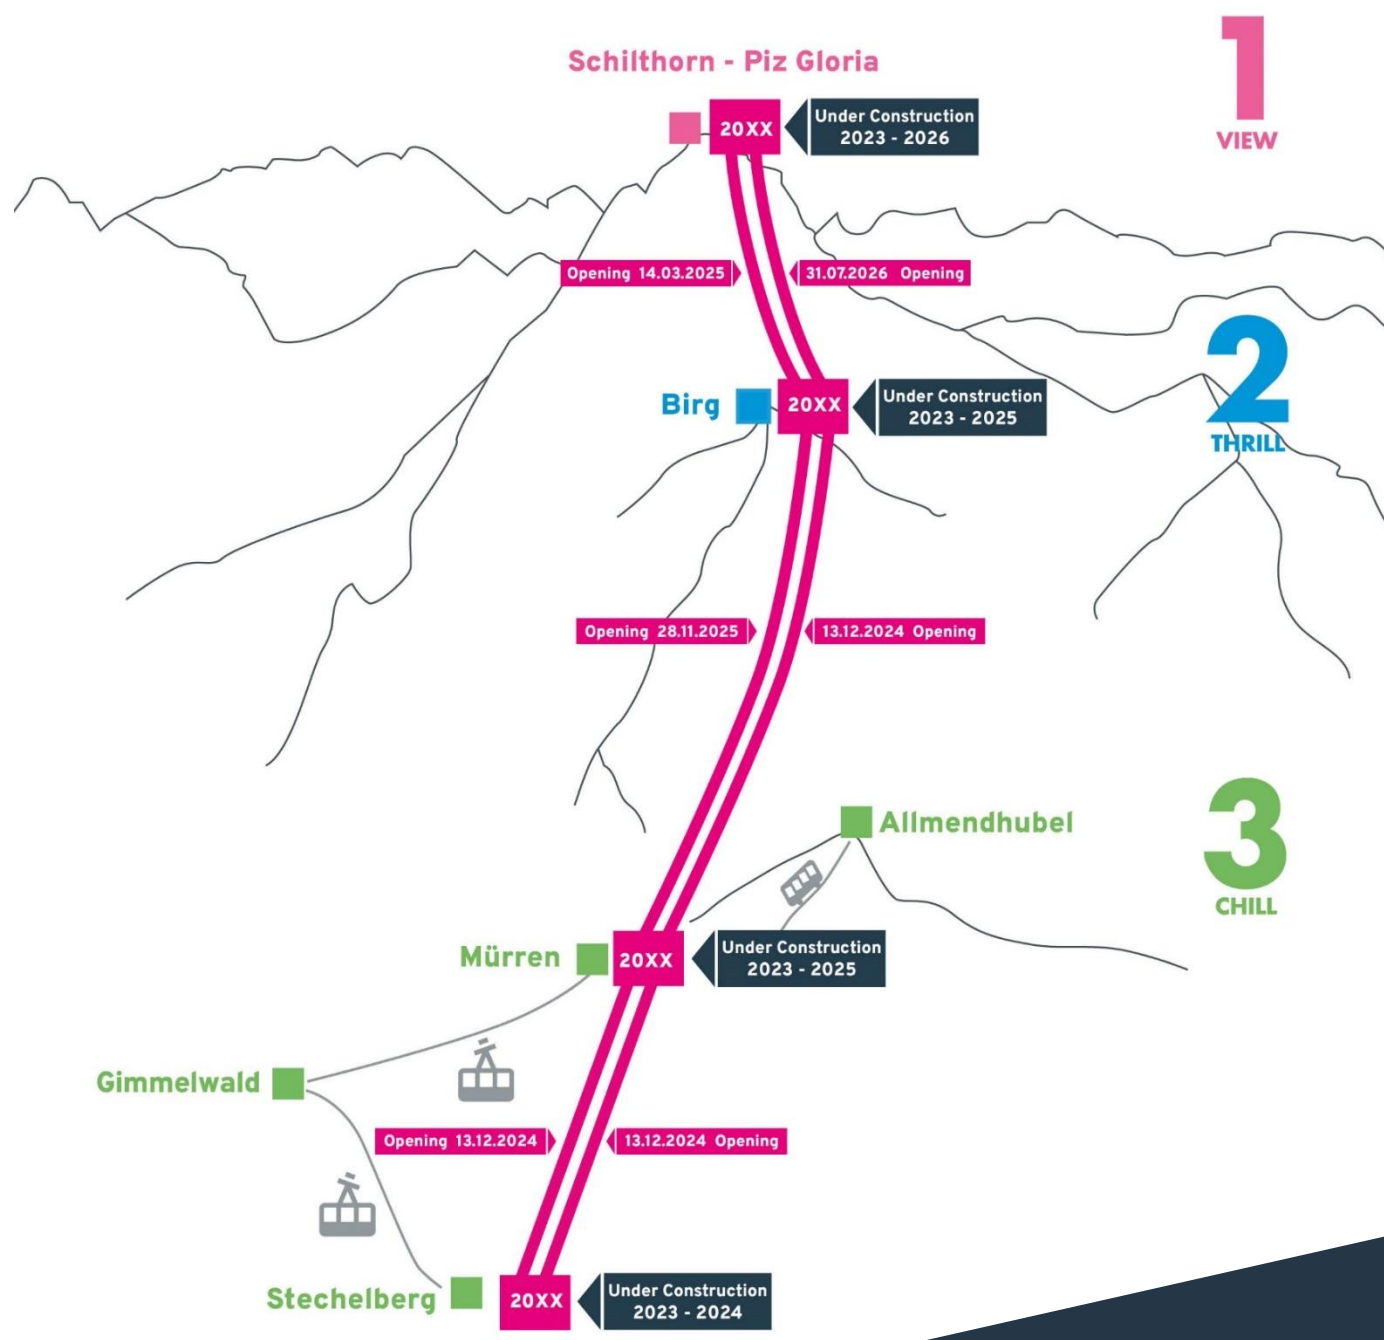 1
VIEW
Schilthorn - Piz Gloria
20XX
Under Construction
2023 - 2026
Opening 14.03.2025
31.07.2026 Opening
2
THRILL
Birg
20XX
Under Construction
2023 - 2025
Opening 28.11.2025
13.12.2024 Opening
3
CHILL
Allmendhubel
Mürren
20XX
Under Construction
2023 - 2025
Gimmelwald
Opening 13.12.2024
13.12.2024 Opening
Stechelberg
20XX
Under Construction
2023 - 2024